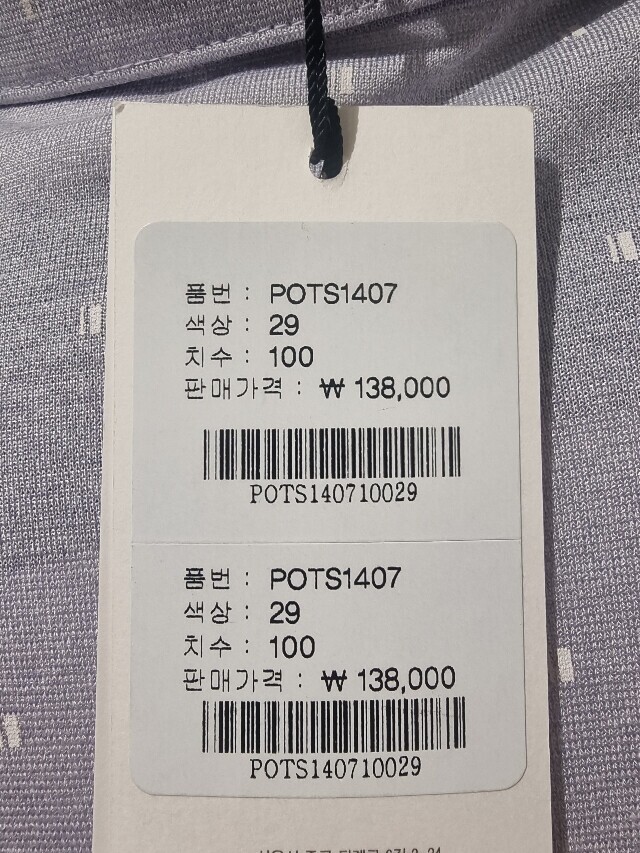 품번 : POTS1407
색상 : 29
치수 : 100
판매가격 : ₩ 138,000
POTS140710029
품번 : POTS1407
색상 : 29
치수 : 100
판매가격 : ₩ 138,000
POTS140710029